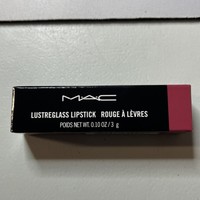 MAC
LUSTREGLASS LIPSTICK ROUGE À LÈVRES
POIDS NET WT. 0.10 OZ / 3 g